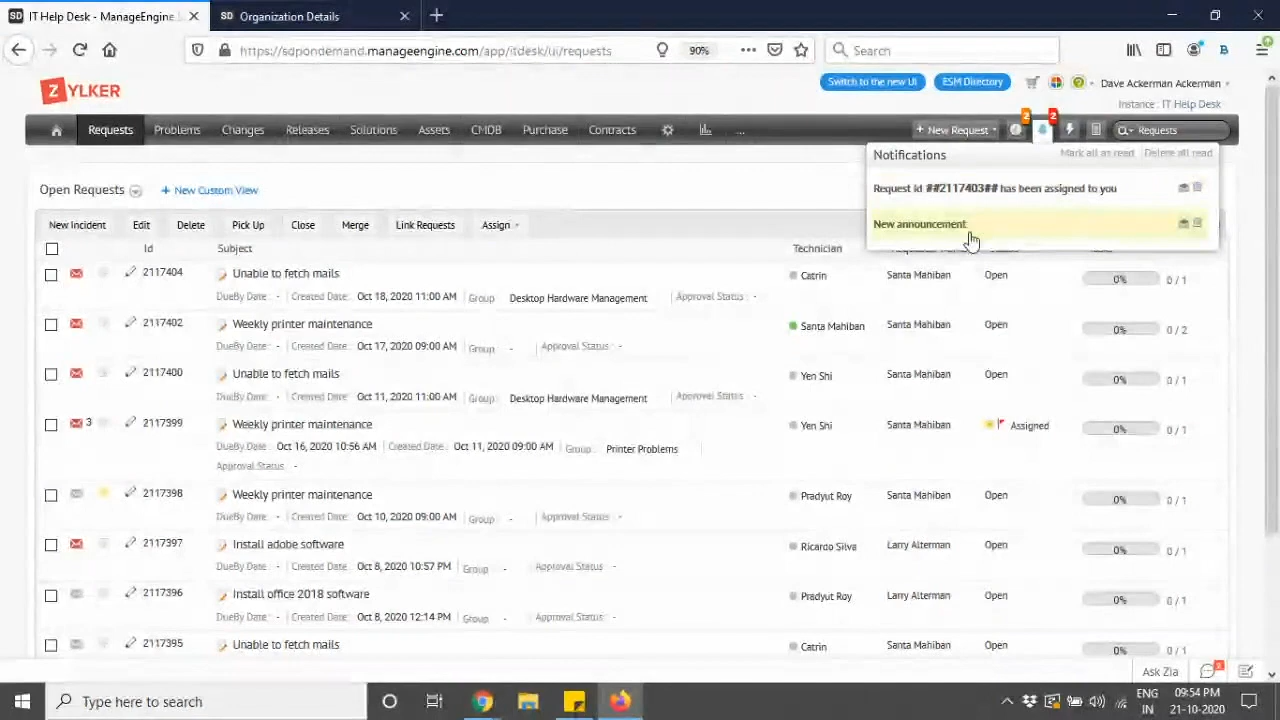 IT Help Desk - ManageEngine
Organization Details
https://sdpondemand.manageengine.com/app/itdesk/ui/requests
90%
Search
ZYLKER
Switch to the new UI
ESM Directory
Dave Ackerman Ackerman
Instance : IT Help Desk
Requests
Problems
Changes
Releases
Solutions
Assets
CMDB
Purchase
Contracts
...
+ New Request
2
2
Requests
Notifications
Mark all as read
Delete all read
Request id ##2117403## has been assigned to you
New announcement
Open Requests
+ New Custom View
New Incident
Edit
Delete
Pick Up
Close
Merge
Link Requests
Assign
Id
Subject
Technician
2117404
Unable to fetch mails
Catrin
Santa Mahiban
Open
0%
0 / 1
DueBy Date - | Created Date Oct 18, 2020 11:00 AM | Group Desktop Hardware Management | Approval Status -
2117402
Weekly printer maintenance
Santa Mahiban
Santa Mahiban
Open
0%
0 / 2
DueBy Date - | Created Date Oct 17, 2020 09:00 AM | Group - | Approval Status -
2117400
Unable to fetch mails
Yen Shi
Santa Mahiban
Open
0%
0 / 1
DueBy Date - | Created Date Oct 11, 2020 11:00 AM | Group Desktop Hardware Management | Approval Status -
3
2117399
Weekly printer maintenance
Yen Shi
Santa Mahiban
Assigned
0%
0 / 1
DueBy Date Oct 16, 2020 10:56 AM | Created Date Oct 11, 2020 09:00 AM | Group Printer Problems |
Approval Status -
2117398
Weekly printer maintenance
Pradyut Roy
Santa Mahiban
Open
0%
0 / 1
DueBy Date - | Created Date Oct 10, 2020 09:00 AM | Group - | Approval Status -
2117397
Install adobe software
Ricardo Silva
Larry Alterman
Open
0%
0 / 1
DueBy Date - | Created Date Oct 8, 2020 10:57 PM | Group - | Approval Status -
2117396
Install office 2018 software
Pradyut Roy
Larry Alterman
Open
0%
0 / 1
DueBy Date - | Created Date Oct 8, 2020 12:14 PM | Group - | Approval Status -
2117395
Unable to fetch mails
Catrin
Santa Mahiban
Open
0%
0 / 1
Ask Zia
Type here to search
ENG
IN
09:54 PM
21-10-2020